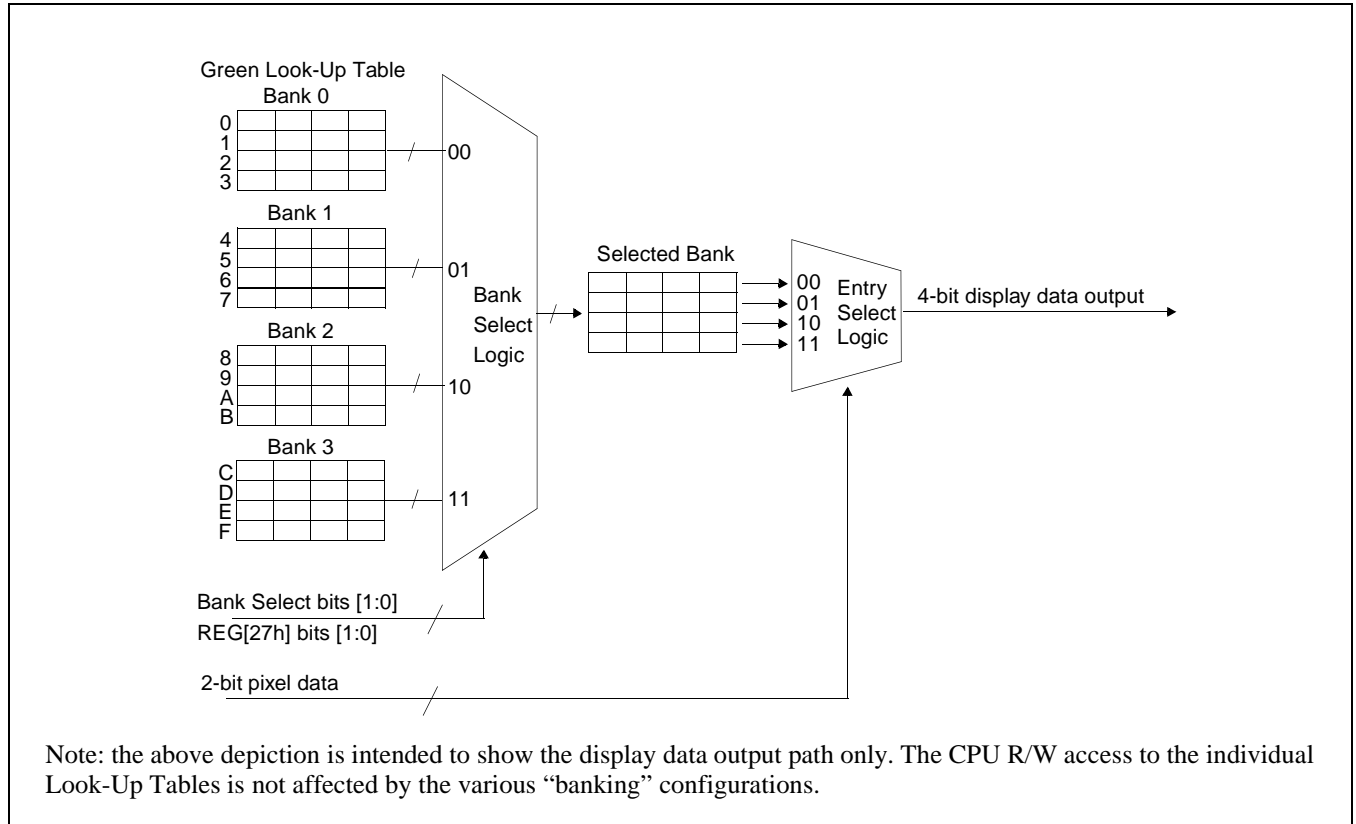 Green Look-Up Table
Bank 0
0
1
2
3
00
Bank 1
4
5
6
7
01
Bank 2
8
9
A
B
10
Bank 3
C
D
E
F
11
Bank
Select
Logic
Selected Bank
00
01
10
11
Entry
Select
Logic
4-bit display data output
Bank Select bits [1:0]
REG[27h] bits [1:0]
2-bit pixel data
Note: the above depiction is intended to show the display data output path only. The CPU R/W access to the individual
Look-Up Tables is not affected by the various “banking” configurations.